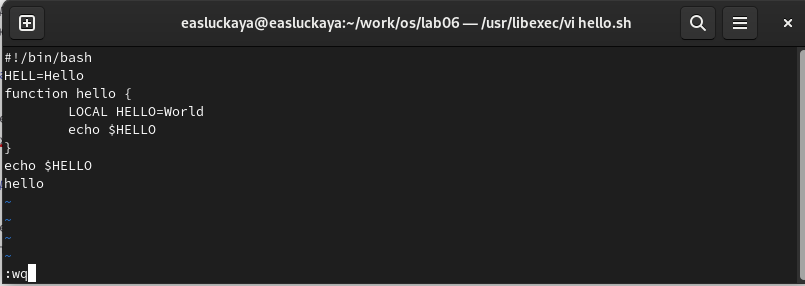 easluckaya@easluckaya:~/work/os/lab06 — /usr/libexec/vi hello.sh
#!/bin/bash
HELL=Hello
function hello {
        LOCAL HELLO=World
        echo $HELLO
}
echo $HELLO
hello
~
~
~
~
:wq